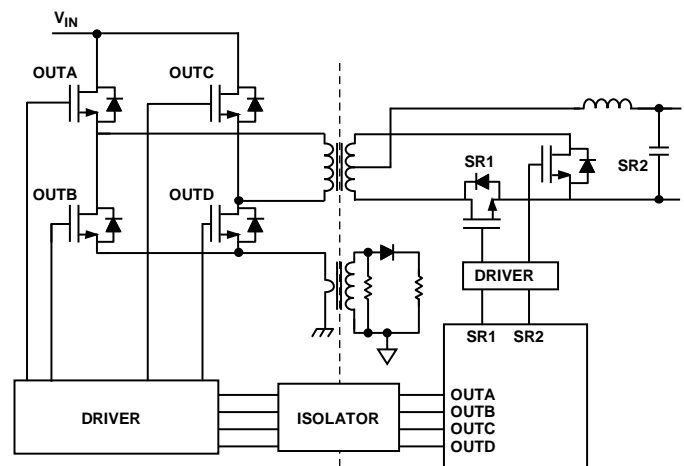 VIN
OUTA
OUTC
SR1
SR2
OUTB
OUTD
DRIVER
SR1 SR2
OUTA
OUTB
OUTC
OUTD
DRIVER
ISOLATOR